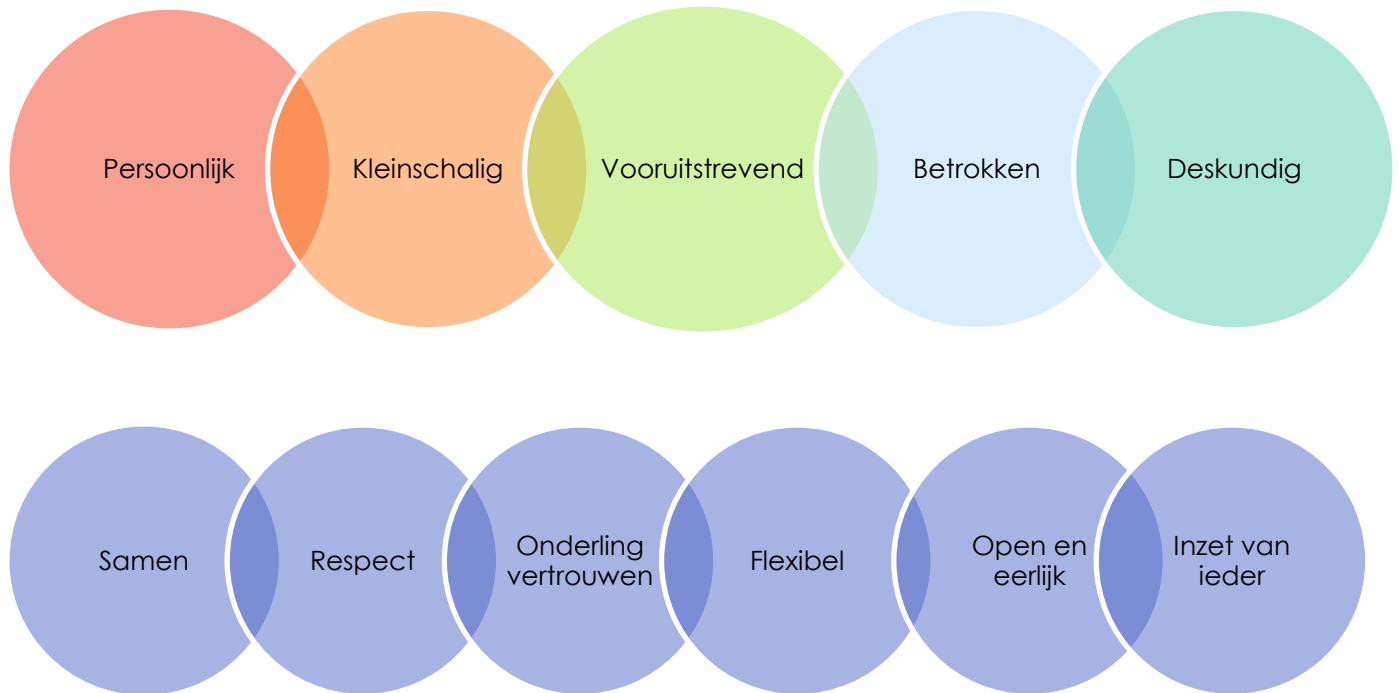 Persoonlijk
Kleinschalig
Vooruitstrevend
Betrokken
Deskundig
Samen
Respect
Onderling
vertrouwen
Flexibel
Open en
eerlijk
Inzet van
ieder